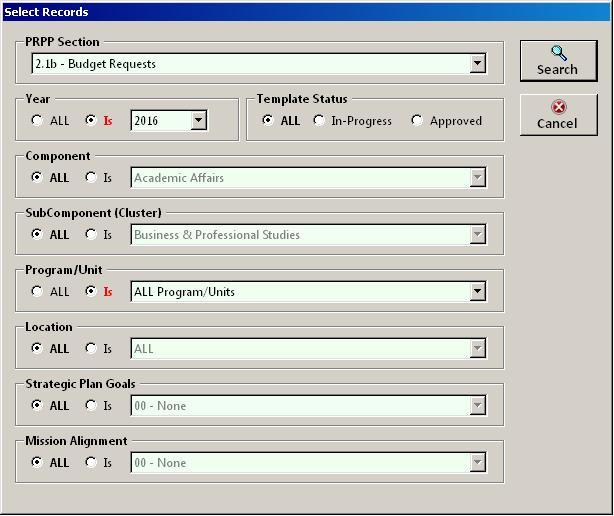 Select Records
PRPP Section
2.1b - Budget Requests
Search
Year
ALL Is 2016
Template Status
ALL In-Progress Approved
Cancel
Component
ALL Is Academic Affairs
SubComponent (Cluster)
ALL Is Business & Professional Studies
Program/Unit
ALL Is ALL Program/Units
Location
ALL Is ALL
Strategic Plan Goals
ALL Is 00 - None
Mission Alignment
ALL Is 00 - None